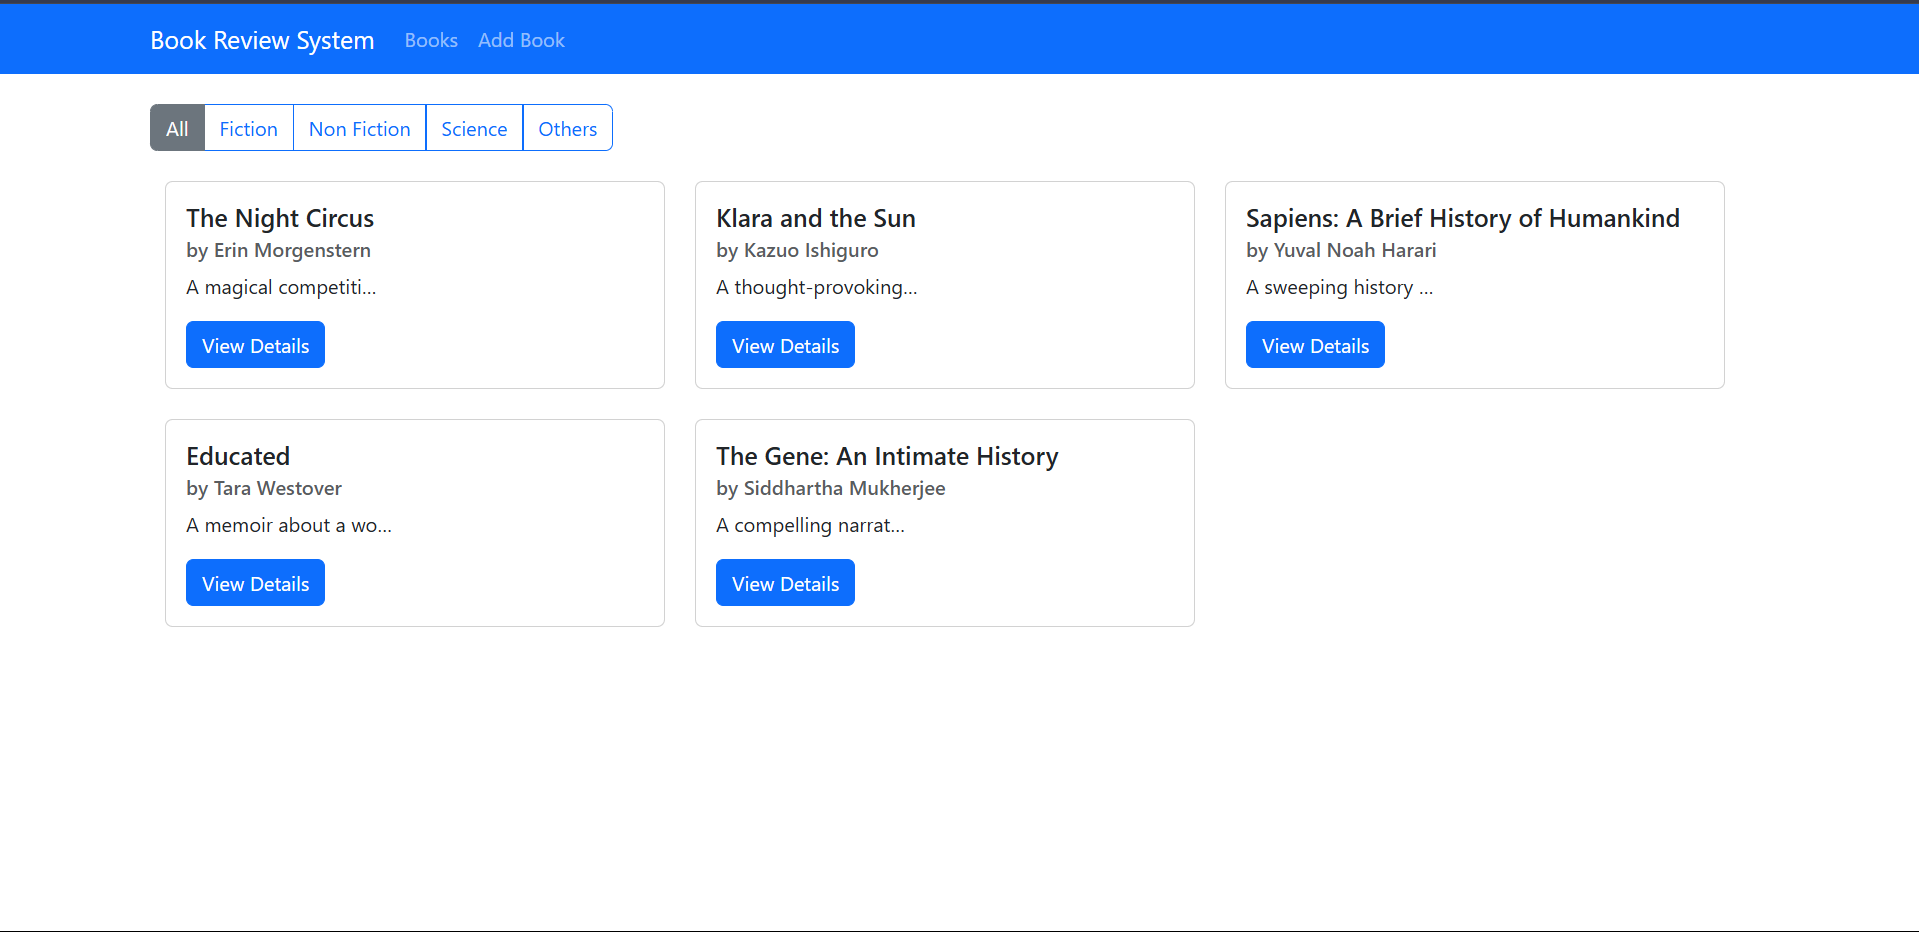 Book Review System Books Add Book
All Fiction Non Fiction Science Others
The Night Circus
by Erin Morgenstern
A magical competiti...
View Details
Klara and the Sun
by Kazuo Ishiguro
A thought-provoking...
View Details
Sapiens: A Brief History of Humankind
by Yuval Noah Harari
A sweeping history ...
View Details
Educated
by Tara Westover
A memoir about a wo...
View Details
The Gene: An Intimate History
by Siddhartha Mukherjee
A compelling narrat...
View Details